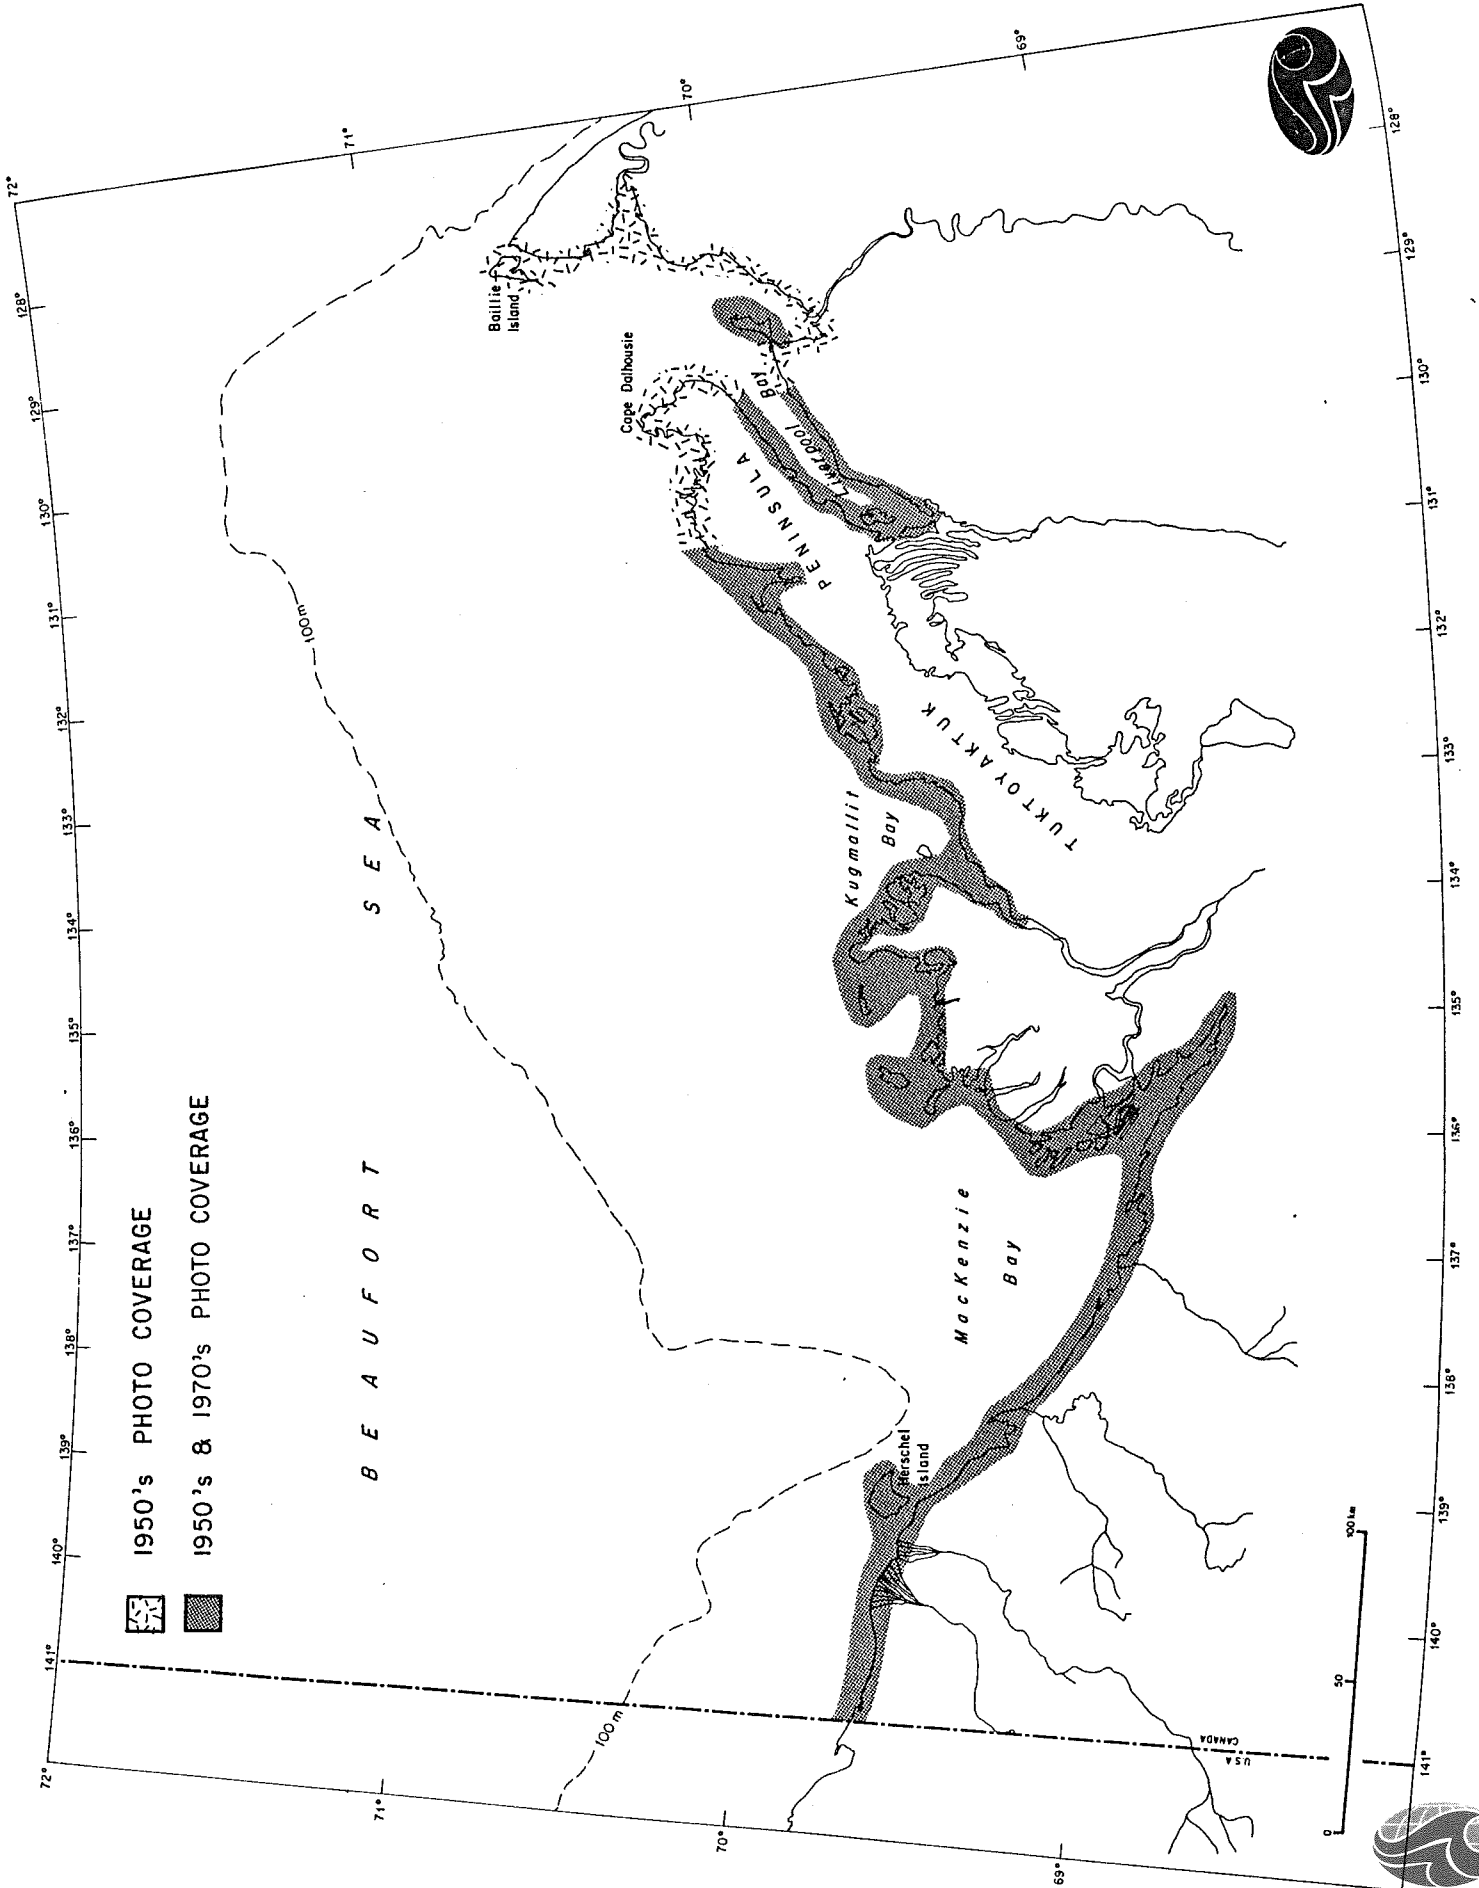 1950's PHOTO COVERAGE
1950's & 1970's PHOTO COVERAGE
72°
141°
140°
139°
138°
137°
136°
135°
134°
133°
132°
131°
130°
129°
128°
72°
71°
70°
69°
71°
70°
69°
141°
140°
139°
138°
137°
136°
135°
134°
133°
132°
131°
130°
129°
128°
BEAUFORT SEA
100m
100m
Baillie
Island
Cape Dalhousie
Liverpool Bay
TUKTOYAKTUK PENINSULA
Kugmallit
Bay
MacKenzie
Bay
Herschel
Island
USA
CANADA
0 50 100 km